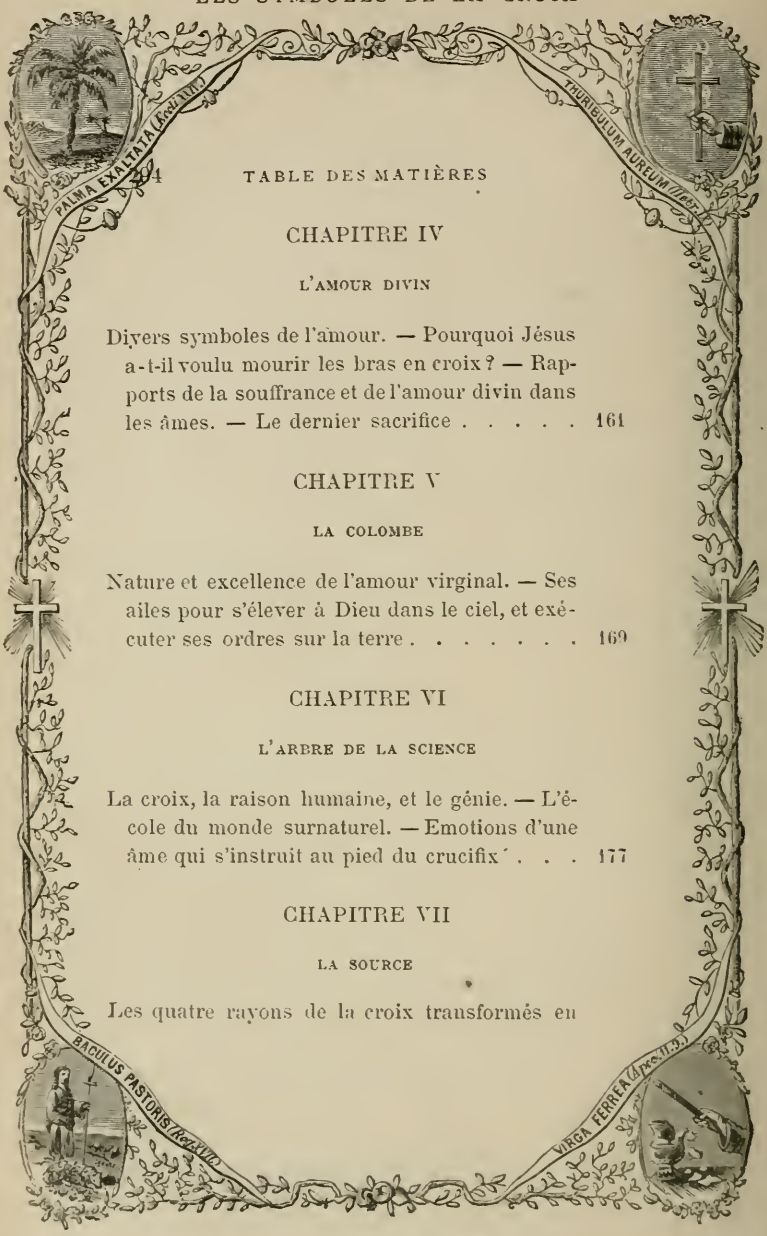 PALMA EXALTATA
THURIBULUM AUREUM
294 TABLE DES MATIÈRES
CHAPITRE IV
L'AMOUR DIVIN
Divers symboles de l'amour. — Pourquoi Jésus
a-t-il voulu mourir les bras en croix? — Rap-
ports de la souffrance et de l'amour divin dans
les âmes. — Le dernier sacrifice . . . . . 161
CHAPITRE V
LA COLOMBE
Nature et excellence de l'amour virginal. — Ses
ailes pour s'élever à Dieu dans le ciel, et exé-
cuter ses ordres sur la terre . . . . . . . 169
CHAPITRE VI
L'ARBRE DE LA SCIENCE
La croix, la raison humaine, et le génie. — L'é-
cole du monde surnaturel. — Emotions d'une
âme qui s'instruit au pied du crucifix . . . 177
CHAPITRE VII
LA SOURCE
Les quatre rayons de la croix transformés en
BACULUS PASTORIS
VIRGA FERREA